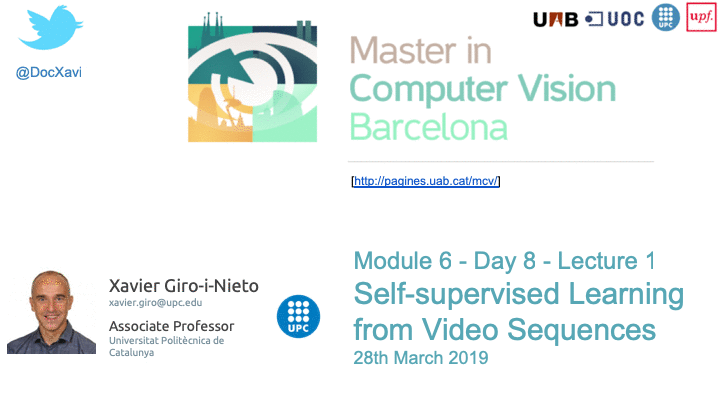 @DocXavi
UAB
UOC
UPC
upf.
Master in
Computer Vision
Barcelona
[http://pagines.uab.cat/mcv/]
Module 6 - Day 8 - Lecture 1
Self-supervised Learning
from Video Sequences
28th March 2019
Xavier Giro-i-Nieto
xavier.giro@upc.edu
Associate Professor
Universitat Politècnica de
Catalunya
UPC